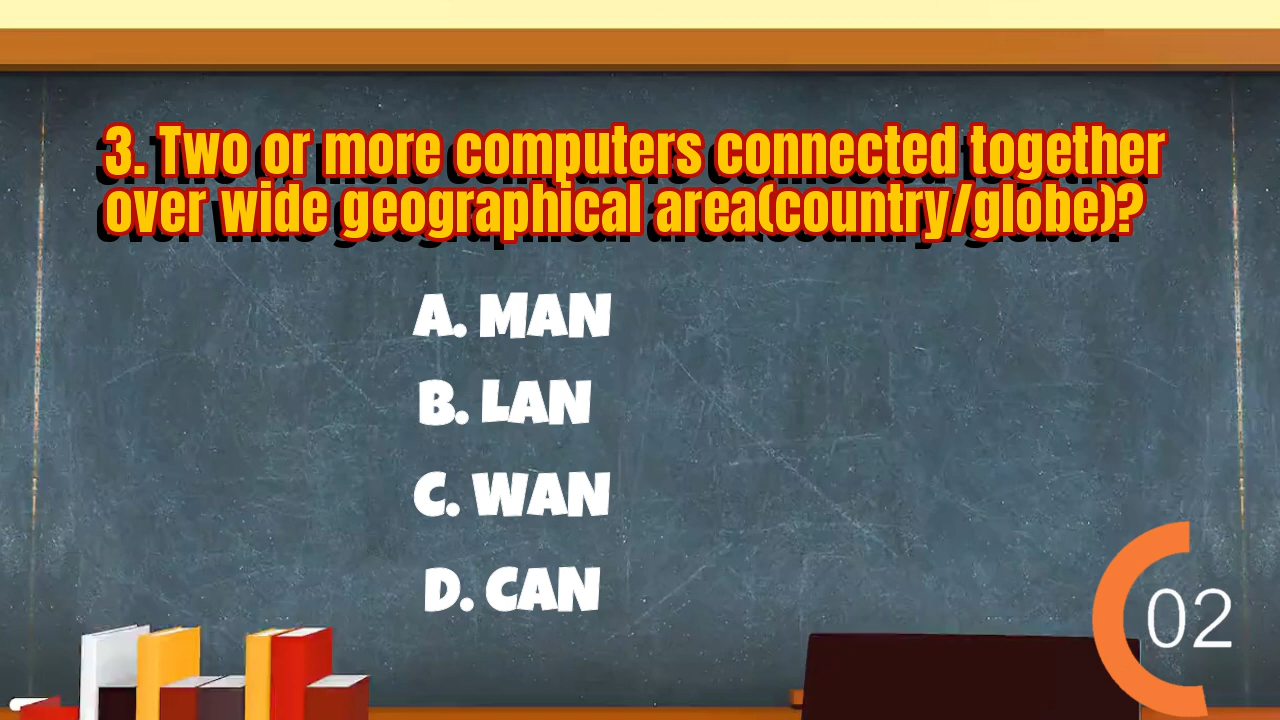 3. Two or more computers connected together
over wide geographical area(country/globe)?
A. MAN
B. LAN
C. WAN
D. CAN
02